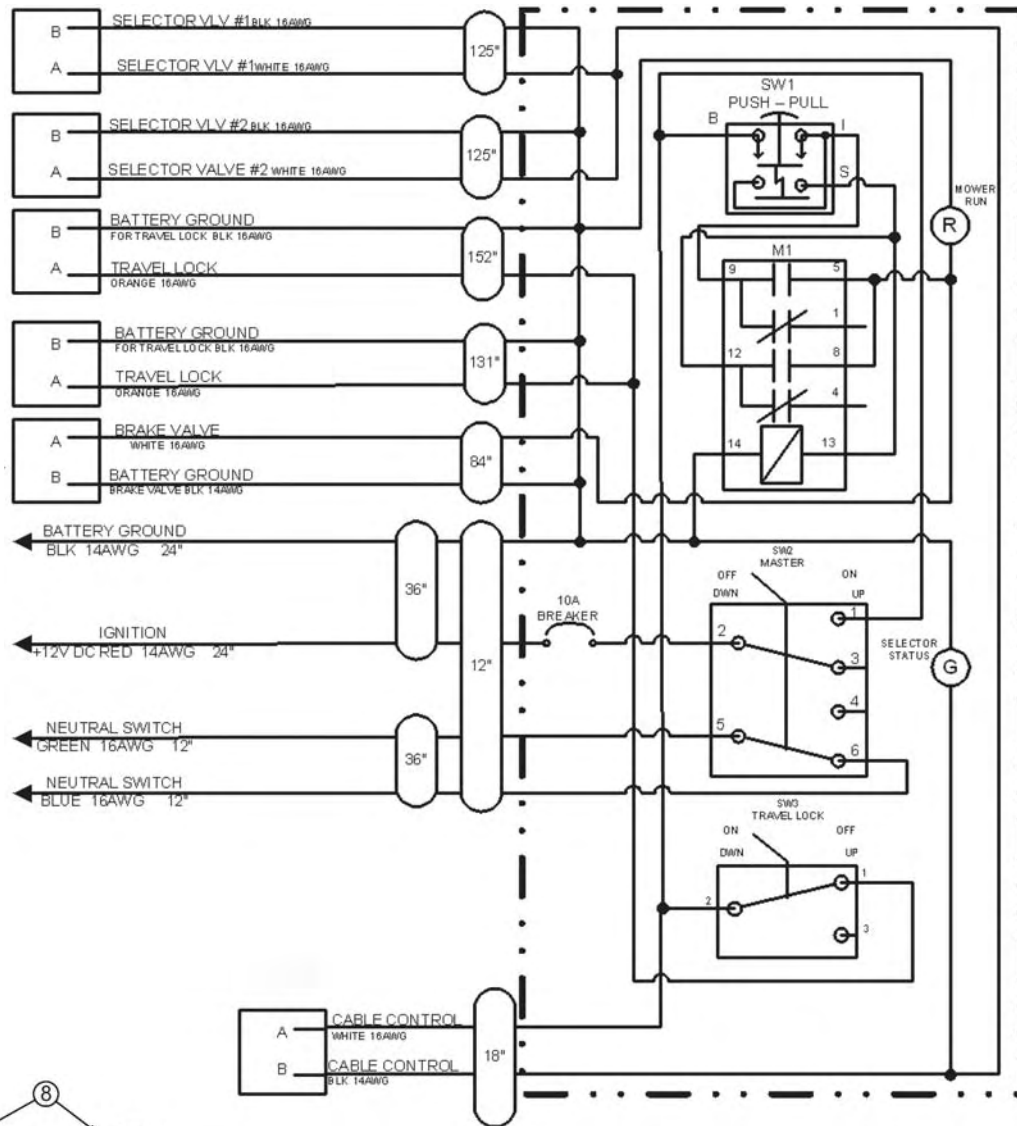 B SELECTOR VLV #1 BLK 16AWG
A SELECTOR VLV #1 WHITE 16AWG
125"
B SELECTOR VLV #2 BLK 16AWG
A SELECTOR VALVE #2 WHITE 16AWG
125"
B BATTERY GROUND
FOR TRAVEL LOCK BLK 16AWG
A TRAVEL LOCK
ORANGE 16AWG
152"
B BATTERY GROUND
FOR TRAVEL LOCK BLK 16AWG
A TRAVEL LOCK
ORANGE 16AWG
131"
A BRAKE VALVE
WHITE 16AWG
B BATTERY GROUND
BRAKE VALVE BLK 14AWG
84"
BATTERY GROUND
BLK 14AWG 24"
36"
IGNITION
+12V DC RED 14AWG 24"
12"
NEUTRAL SWITCH
GREEN 16AWG 12"
36"
NEUTRAL SWITCH
BLUE 16AWG 12"
10A
BREAKER
SW1
PUSH – PULL
B I
S
MOWER
RUN
R
M1
9 5
1
12 8
4
14 13
SW2
MASTER
OFF ON
DWN UP
1
2
3
4
5
6
SELECTOR
STATUS
G
SW3
TRAVEL LOCK
ON OFF
DWN UP
1
2
3
A CABLE CONTROL
WHITE 16AWG
B CABLE CONTROL
BLK 14AWG
18"
8